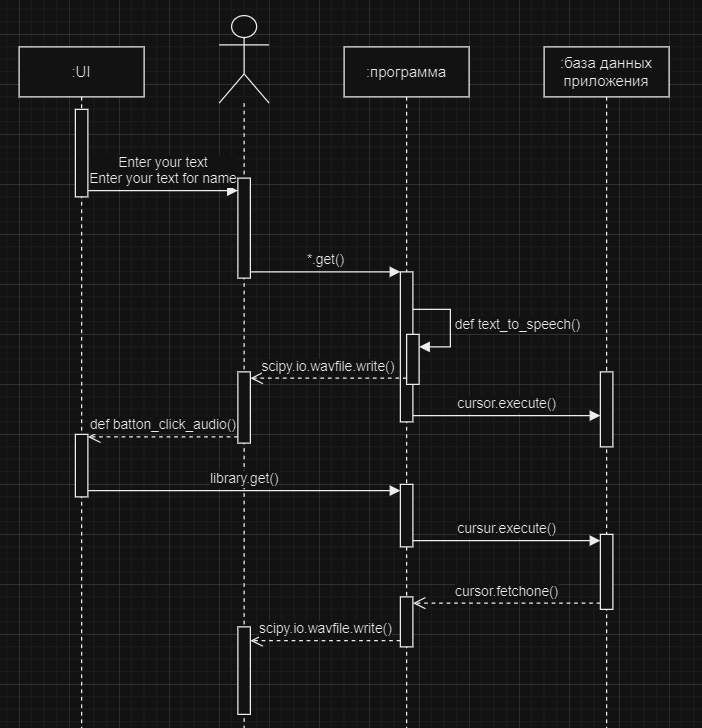 :UI
:программа
:база данных
приложения
Enter your text
Enter your text for name
*.get()
def text_to_speech()
scipy.io.wavfile.write()
cursor.execute()
def batton_click_audio()
library.get()
cursur.execute()
cursor.fetchone()
scipy.io.wavfile.write()